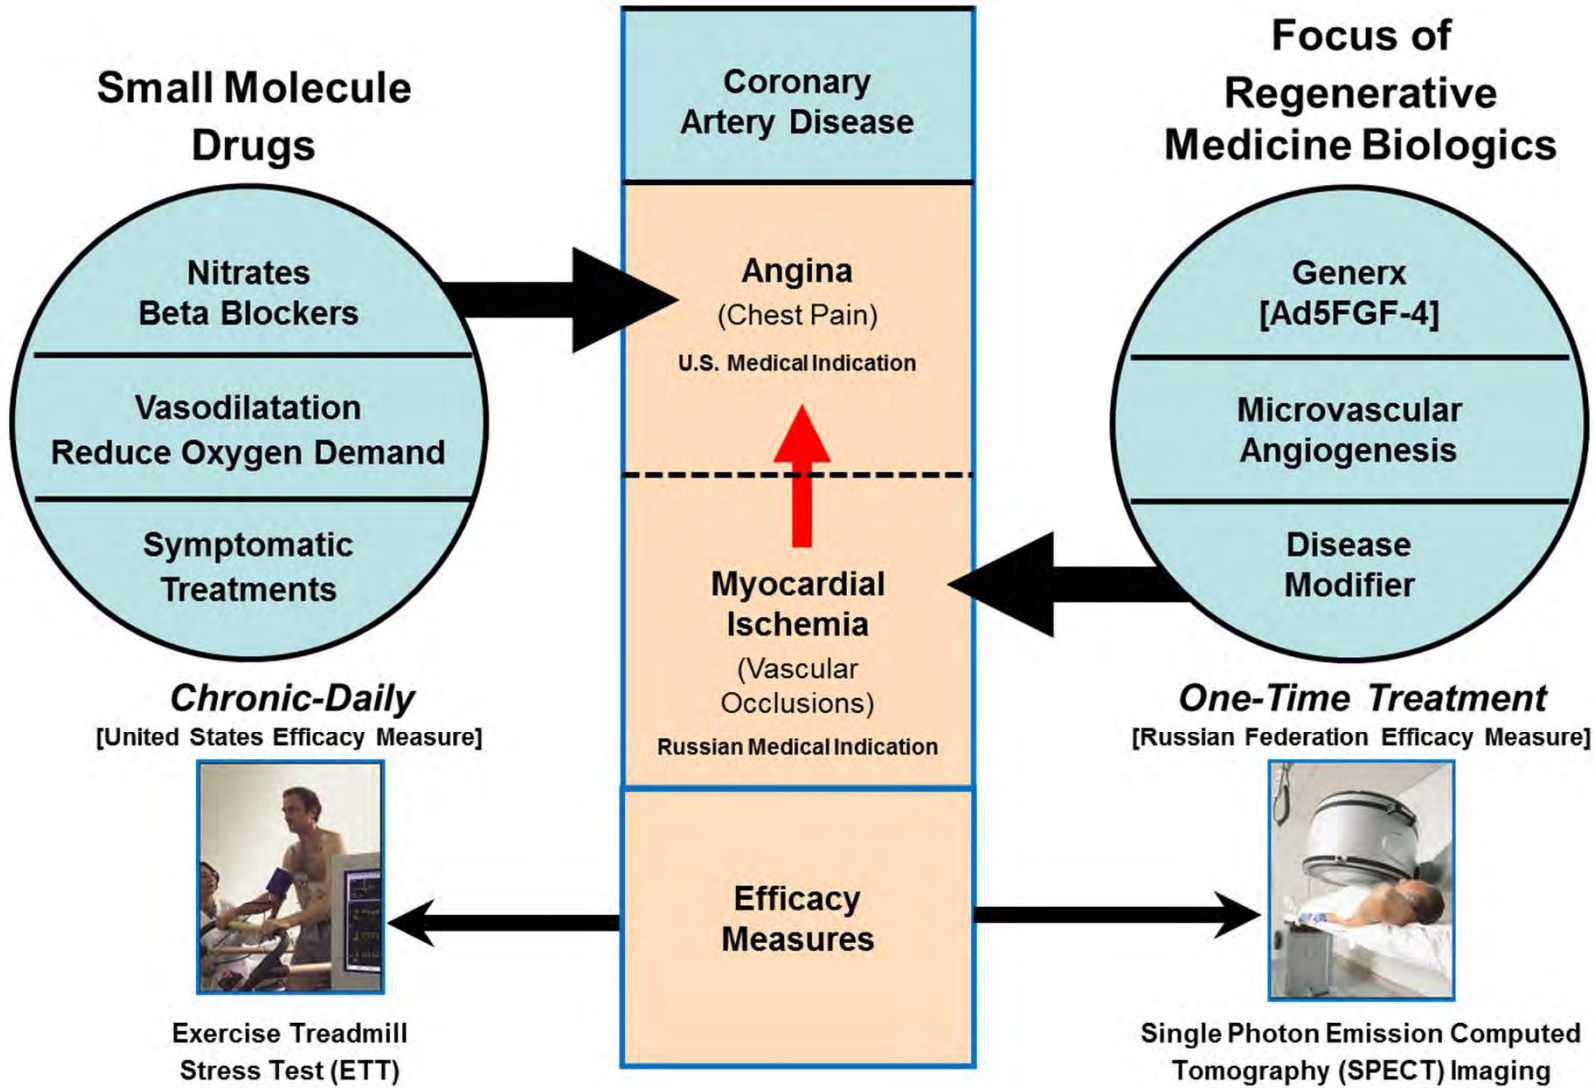 Small Molecule
Drugs
Nitrates
Beta Blockers
Vasodilatation
Reduce Oxygen Demand
Symptomatic
Treatments
Chronic-Daily
[United States Efficacy Measure]
Exercise Treadmill
Stress Test (ETT)
Coronary
Artery Disease
Angina
(Chest Pain)
U.S. Medical Indication
Myocardial
Ischemia
(Vascular
Occlusions)
Russian Medical Indication
Efficacy
Measures
Focus of
Regenerative
Medicine Biologics
Generx
[Ad5FGF-4]
Microvascular
Angiogenesis
Disease
Modifier
One-Time Treatment
[Russian Federation Efficacy Measure]
Single Photon Emission Computed
Tomography (SPECT) Imaging